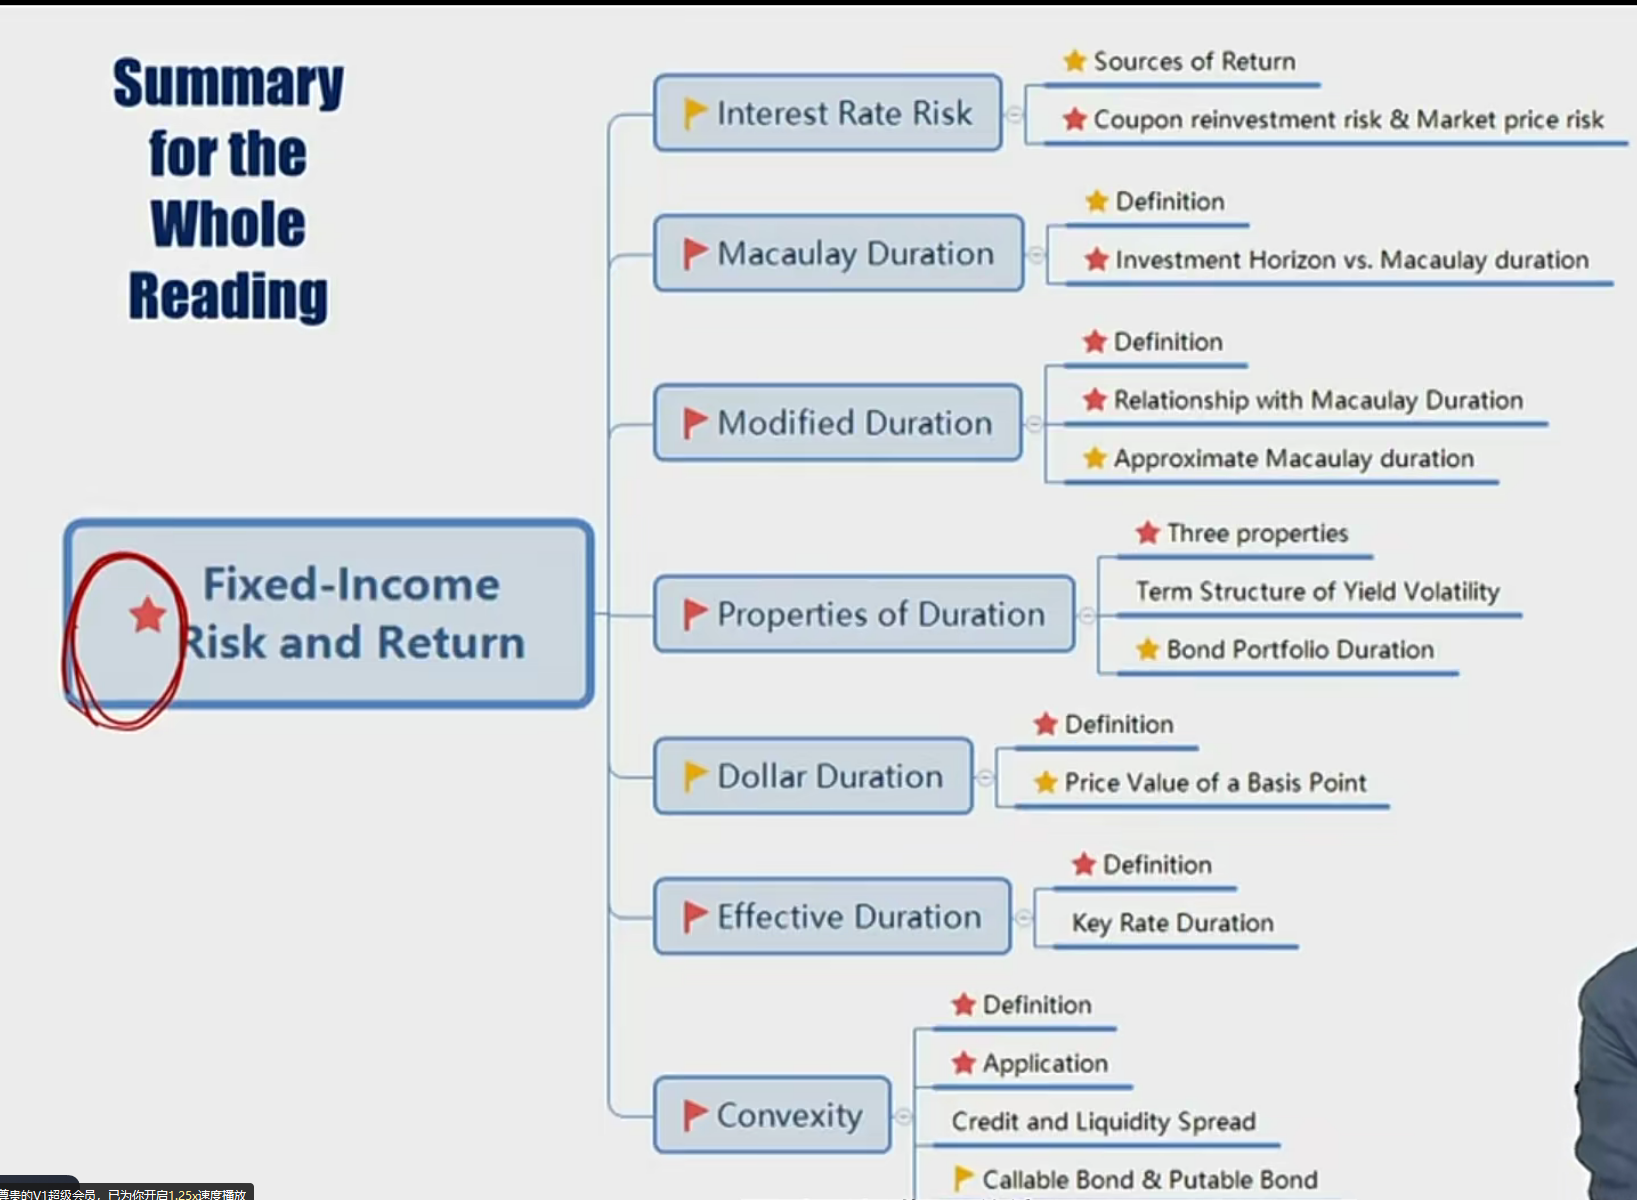 Summary
for the
Whole
Reading
Fixed-Income
Risk and Return
Interest Rate Risk
Sources of Return
Coupon reinvestment risk & Market price risk
Macaulay Duration
Definition
Investment Horizon vs. Macaulay duration
Modified Duration
Definition
Relationship with Macaulay Duration
Approximate Macaulay duration
Properties of Duration
Three properties
Term Structure of Yield Volatility
Bond Portfolio Duration
Dollar Duration
Definition
Price Value of a Basis Point
Effective Duration
Definition
Key Rate Duration
Convexity
Definition
Application
Credit and Liquidity Spread
Callable Bond & Putable Bond
尊贵的V1超级会员，已为你开启1.25x速度播放